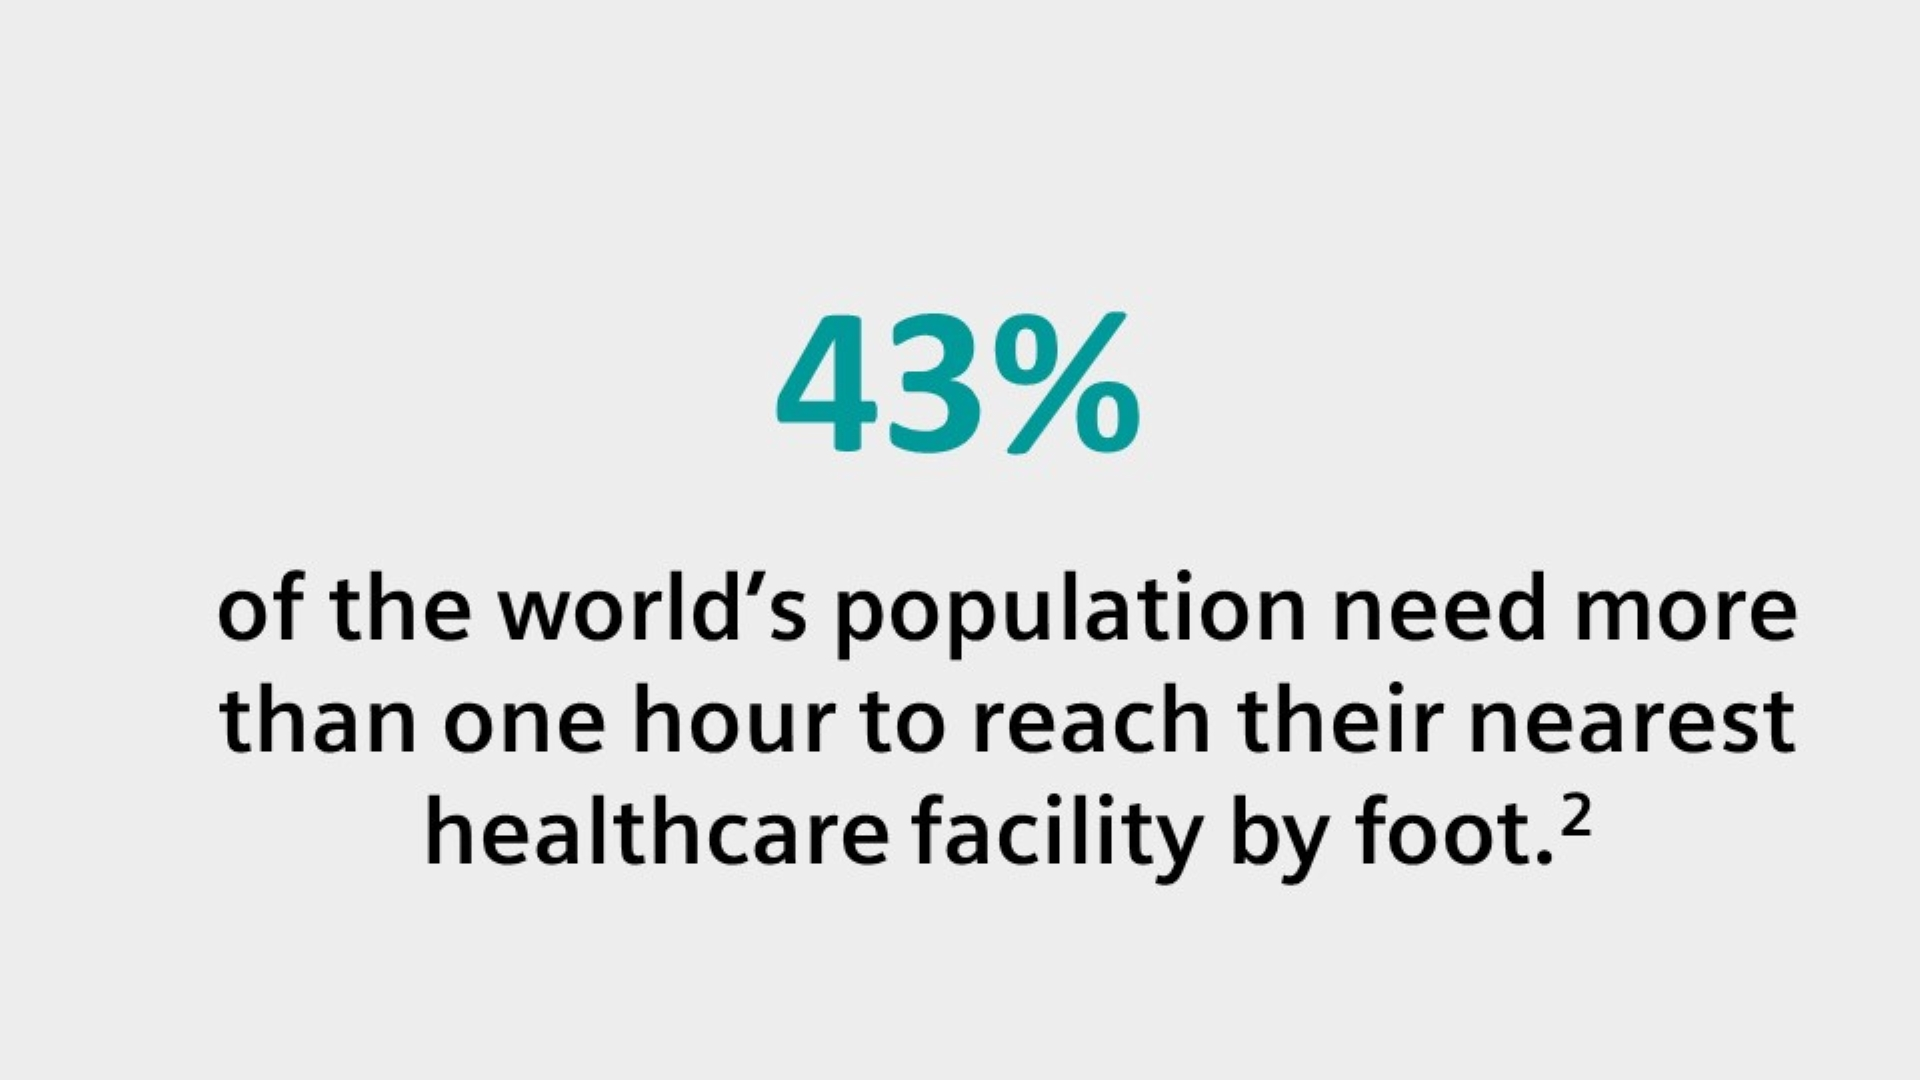 43%
of the world’s population need more
than one hour to reach their nearest
healthcare facility by foot.²